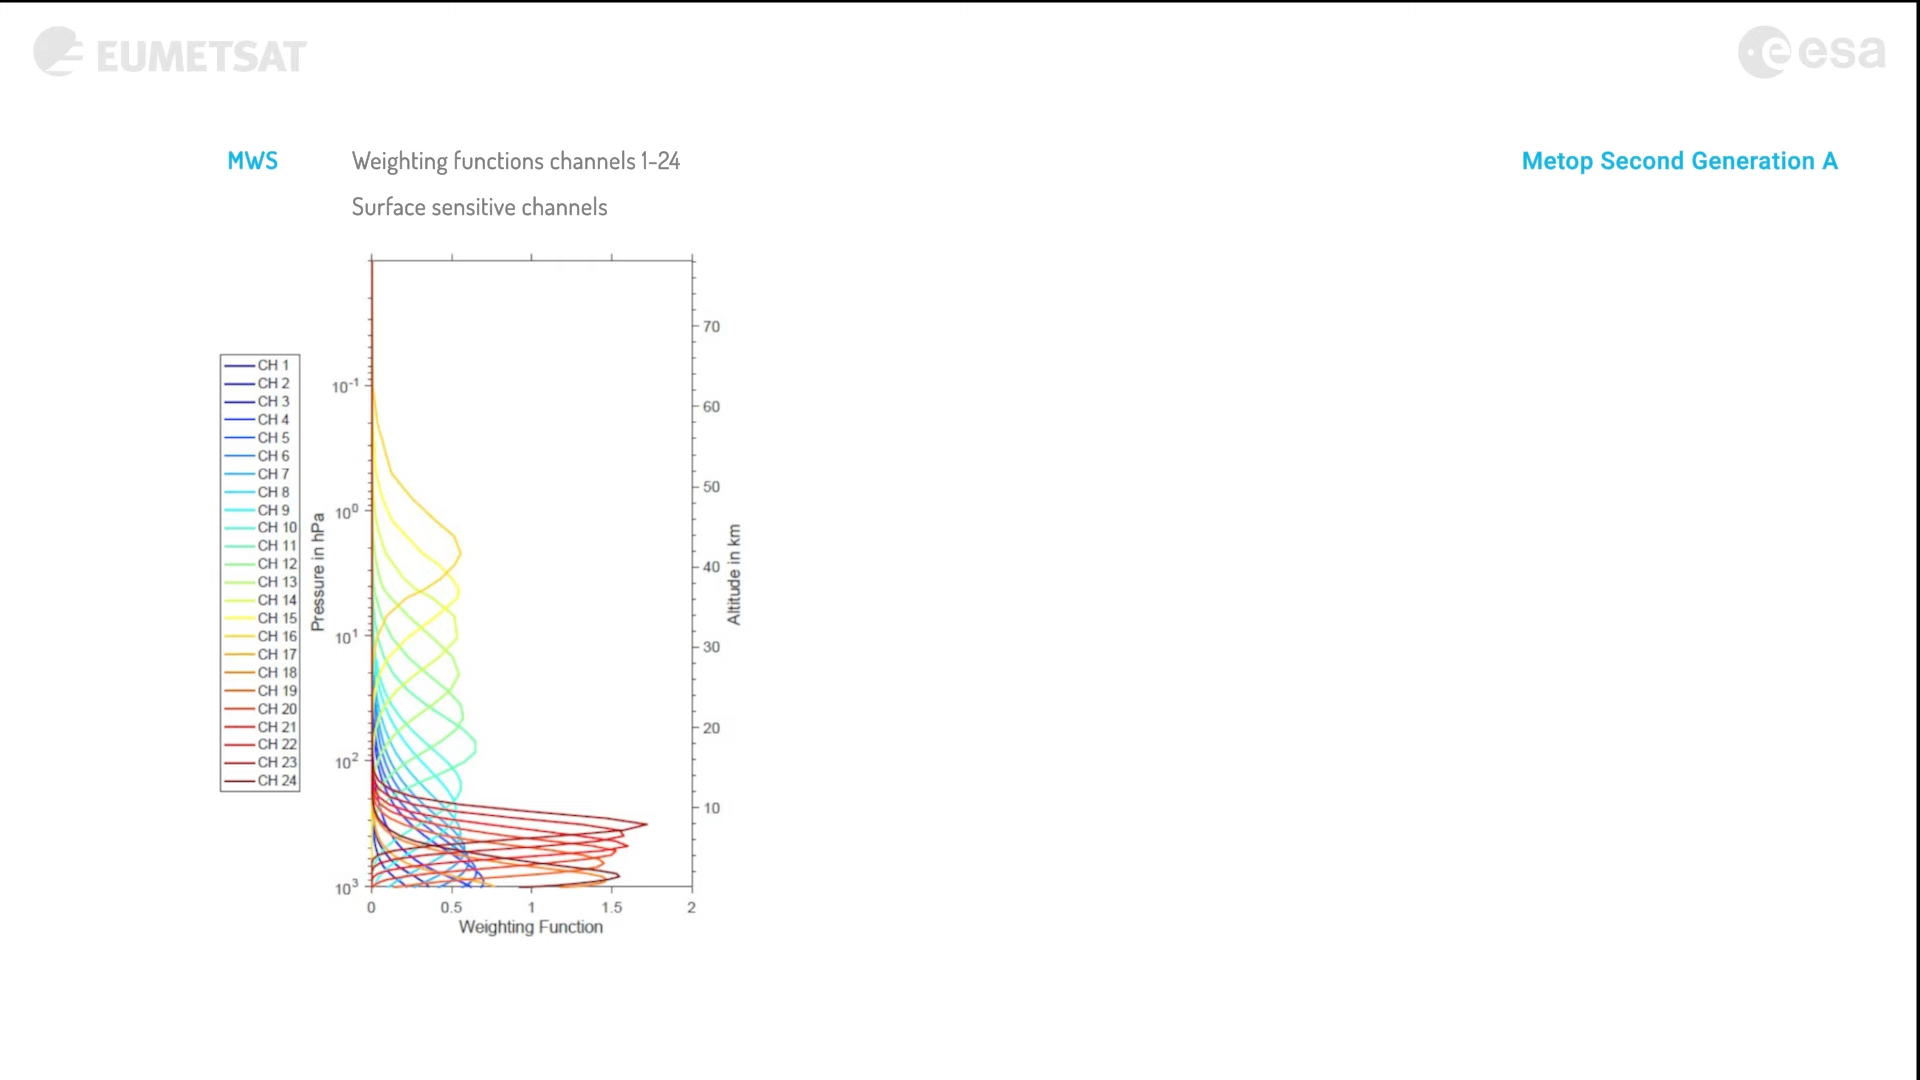 EUMETSAT
esa
MWS
Weighting functions channels 1-24
Metop Second Generation A
Surface sensitive channels
CH 1
CH 2
CH 3
CH 4
CH 5
CH 6
CH 7
CH 8
CH 9
CH 10
CH 11
CH 12
CH 13
CH 14
CH 15
CH 16
CH 17
CH 18
CH 19
CH 20
CH 21
CH 22
CH 23
CH 24
Pressure in hPa
10⁻¹
10⁰
10¹
10²
10³
70
60
50
40
30
20
10
Altitude in km
0 0.5 1 1.5 2
Weighting Function